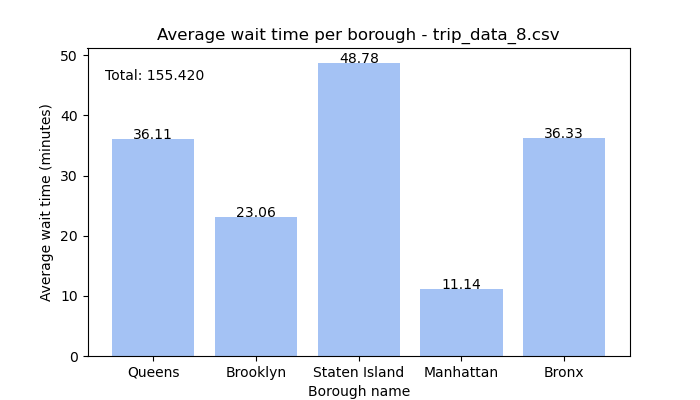 Average wait time per borough - trip_data_8.csv
Total: 155.420
Average wait time (minutes)
50
40
30
20
10
0
36.11
23.06
48.78
11.14
36.33
Queens
Brooklyn
Staten Island
Manhattan
Bronx
Borough name